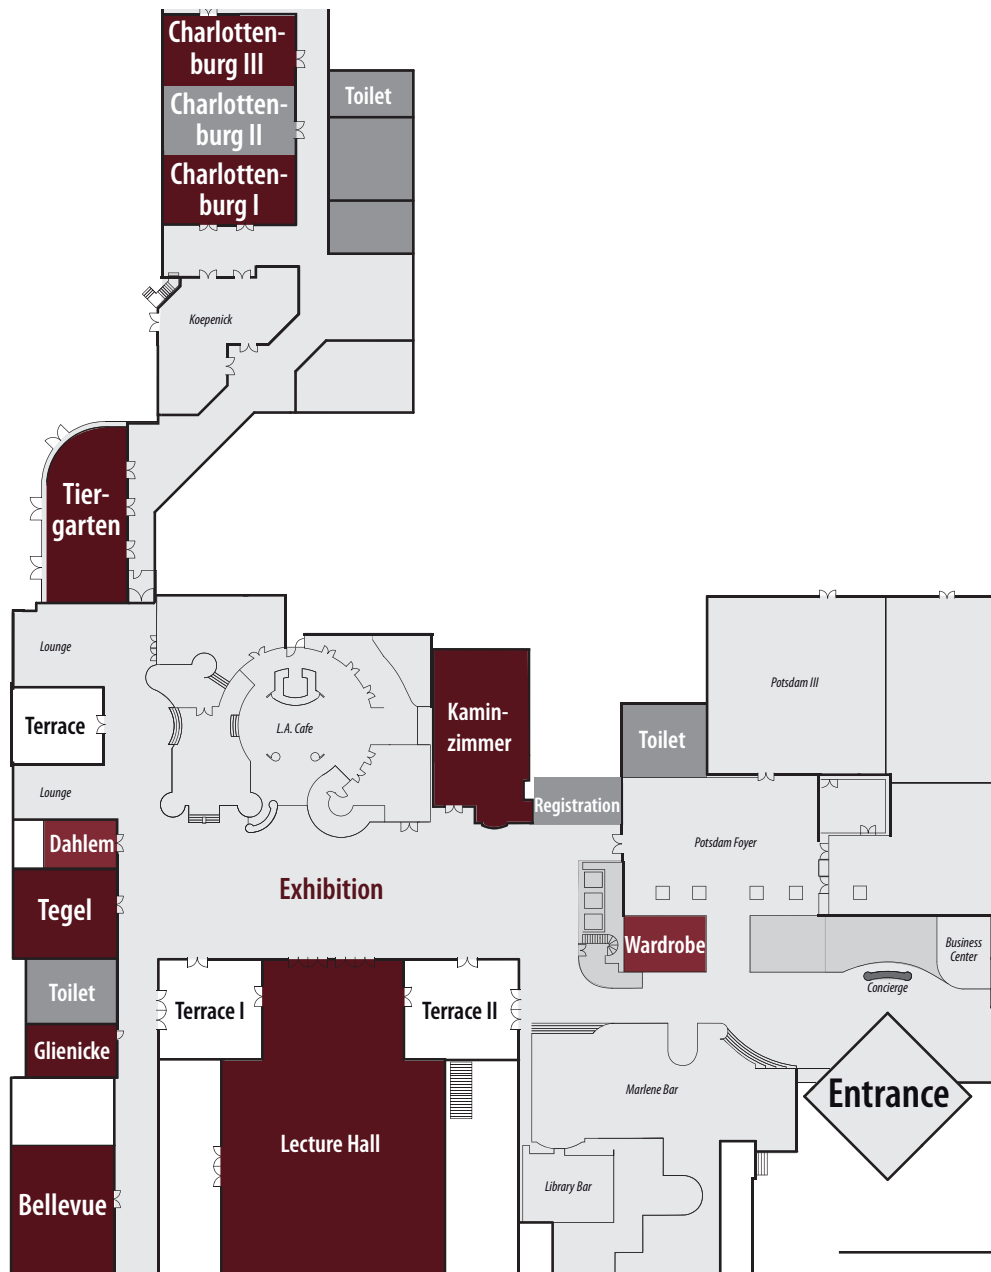 Charlotten-
burg III
Charlotten-
burg II
Charlotten-
burg I
Toilet
Koepenick
Tier-
garten
Lounge
Terrace
Lounge
L.A. Cafe
Kamin-
zimmer
Registration
Toilet
Potsdam III
Potsdam Foyer
Dahlem
Tegel
Exhibition
Wardrobe
Business
Center
Concierge
Toilet
Glienicke
Terrace I
Terrace II
Entrance
Marlene Bar
Lecture Hall
Library Bar
Bellevue